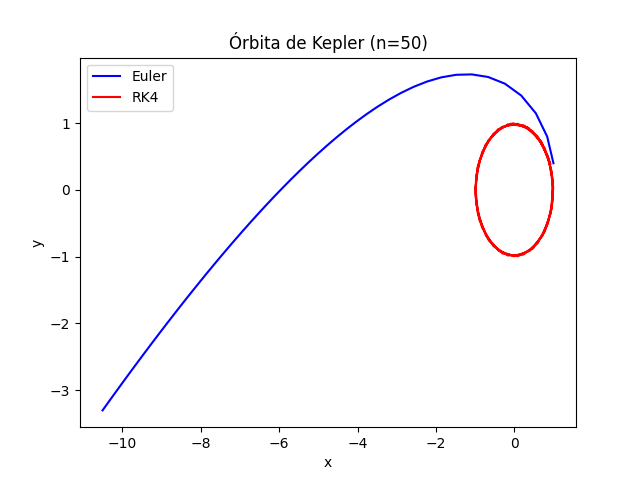 Órbita de Kepler (n=50)
Euler
RK4
1
0
−1
−2
−3
y
−10
−8
−6
−4
−2
0
x